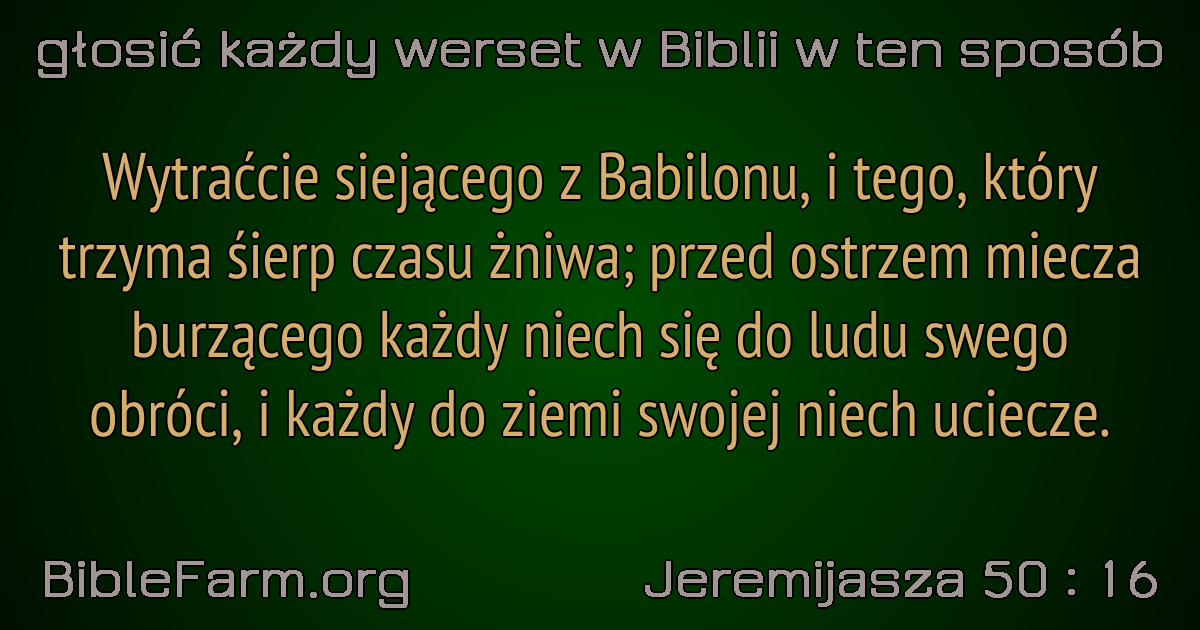 głosić każdy werset w Biblii w ten sposób
Wytraćcie siejącego z Babilonu, i tego, który
trzyma śierp czasu żniwa; przed ostrzem miecza
burzącego każdy niech się do ludu swego
obróci, i każdy do ziemi swojej niech uciecze.
BibleFarm.org
Jeremijasza 50 : 16